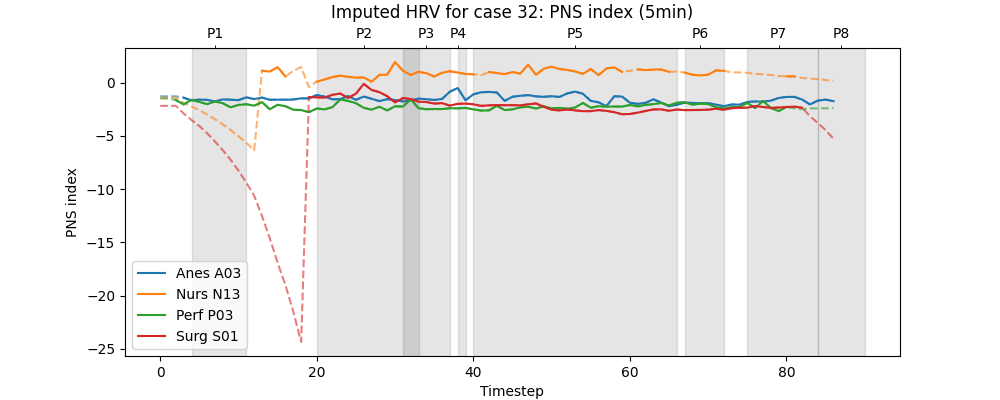 Imputed HRV for case 32: PNS index (5min)
P1 P2 P3 P4 P5 P6 P7 P8
PNS index
0
−5
−10
−15
−20
−25
Anes A03
Nurs N13
Perf P03
Surg S01
0 20 40 60 80
Timestep